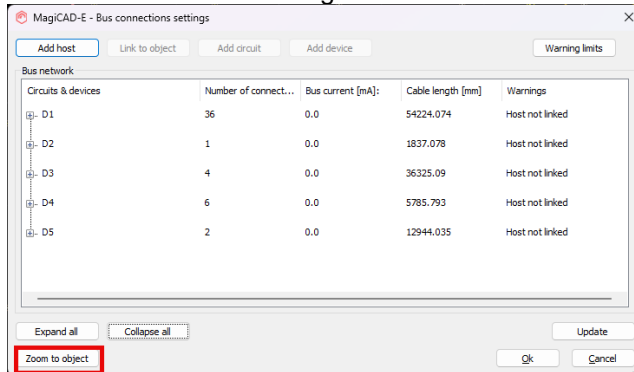 MagiCAD-E - Bus connections settings
Add host Link to object Add circuit Add device Warning limits
Bus network
Circuits & devices Number of connect... Bus current [mA]: Cable length [mm] Warnings
D1 36 0.0 54224.074 Host not linked
D2 1 0.0 1837.078 Host not linked
D3 4 0.0 36325.09 Host not linked
D4 6 0.0 5785.793 Host not linked
D5 2 0.0 12944.035 Host not linked
Expand all Collapse all Update
Zoom to object Ok Cancel